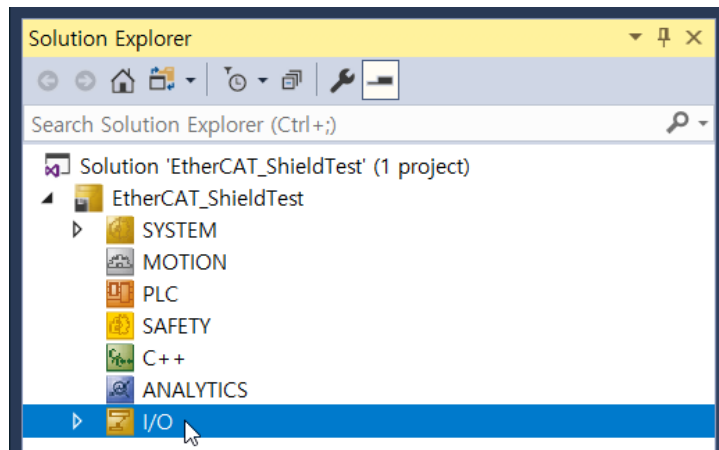 Solution Explorer
Search Solution Explorer (Ctrl+;)
Solution 'EtherCAT_ShieldTest' (1 project)
EtherCAT_ShieldTest
SYSTEM
MOTION
PLC
SAFETY
C++
ANALYTICS
I/O